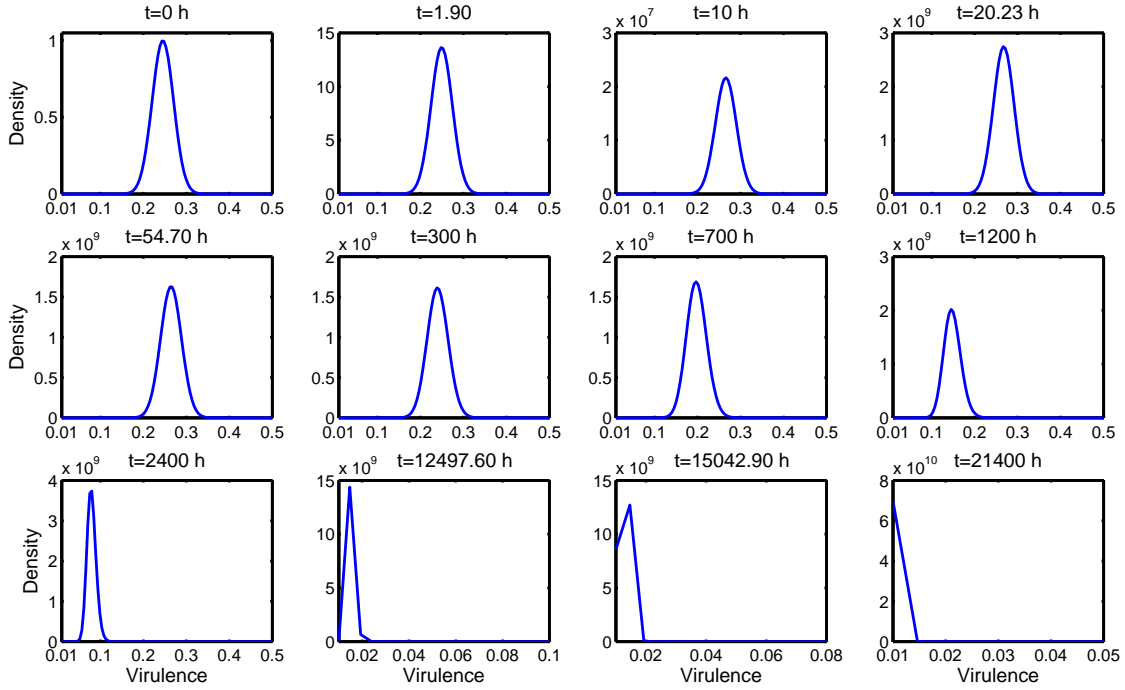 t=0 h
t=1.90
t=10 h
t=20.23 h
Density
1
0.5
0
0.01 0.1 0.2 0.3 0.4 0.5
15
10
5
0
0.01 0.1 0.2 0.3 0.4 0.5
x 10^7
3
2
1
0
0.01 0.1 0.2 0.3 0.4 0.5
x 10^9
3
2
1
0
0.01 0.1 0.2 0.3 0.4 0.5
t=54.70 h
t=300 h
t=700 h
t=1200 h
Density
x 10^9
2
1.5
1
0.5
0
0.01 0.1 0.2 0.3 0.4 0.5
x 10^9
2
1.5
1
0.5
0
0.01 0.1 0.2 0.3 0.4 0.5
x 10^9
2
1.5
1
0.5
0
0.01 0.1 0.2 0.3 0.4 0.5
x 10^9
3
2
1
0
0.01 0.1 0.2 0.3 0.4 0.5
t=2400 h
t=12497.60 h
t=15042.90 h
t=21400 h
Density
x 10^9
4
3
2
1
0
0.01 0.1 0.2 0.3 0.4 0.5
Virulence
x 10^9
15
10
5
0
0.02 0.04 0.06 0.08 0.1
Virulence
x 10^9
15
10
5
0
0.02 0.04 0.06 0.08
Virulence
x 10^10
8
6
4
2
0
0.01 0.02 0.03 0.04 0.05
Virulence